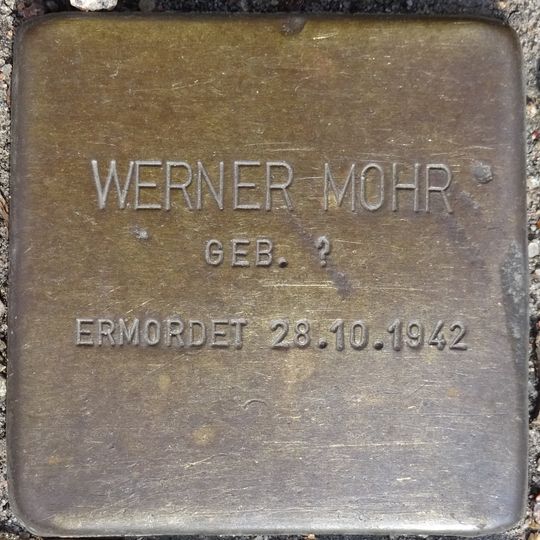 WERNER MOHR
GEB. ?
ERMORDET 28.10.1942